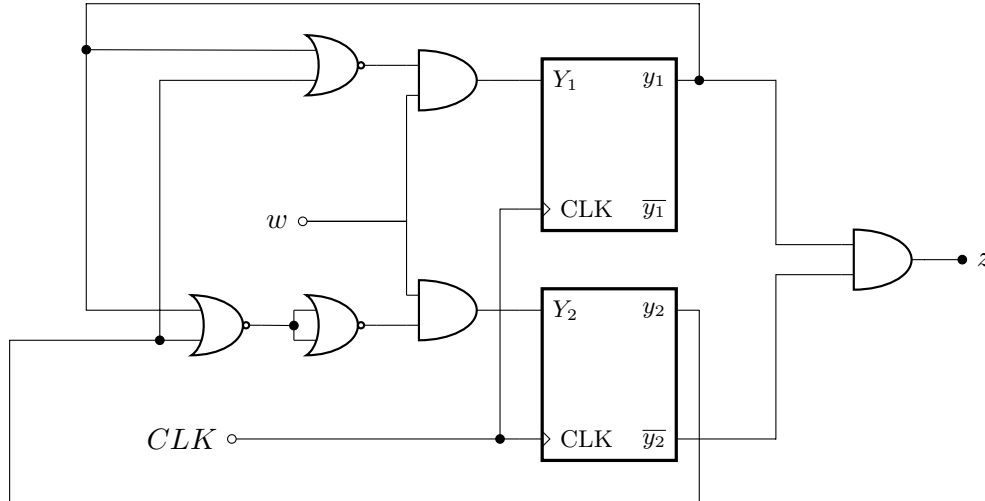 Y₁ y₁
CLK y₁̅
w
z
Y₂ y₂
CLK y₂̅
CLK